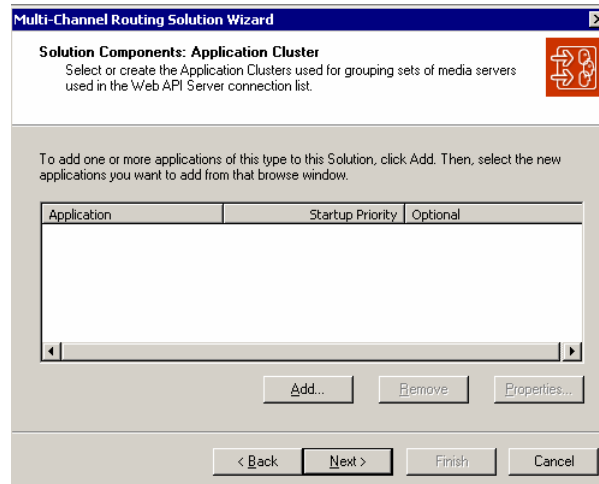 Multi-Channel Routing Solution Wizard
Solution Components: Application Cluster
Select or create the Application Clusters used for grouping sets of media servers
used in the Web API Server connection list.
To add one or more applications of this type to this Solution, click Add. Then, select the new
applications you want to add from that browse window.
Application Startup Priority Optional
Add... Remove Properties...
< Back Next > Finish Cancel